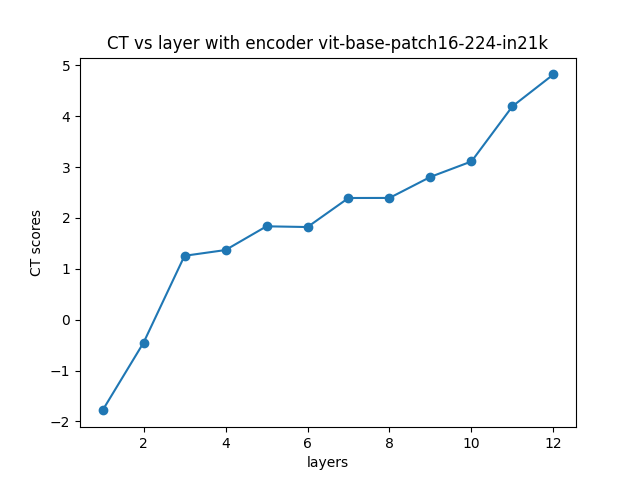 CT vs layer with encoder vit-base-patch16-224-in21k
5
4
3
2
1
0
−1
−2
CT scores
2 4 6 8 10 12
layers